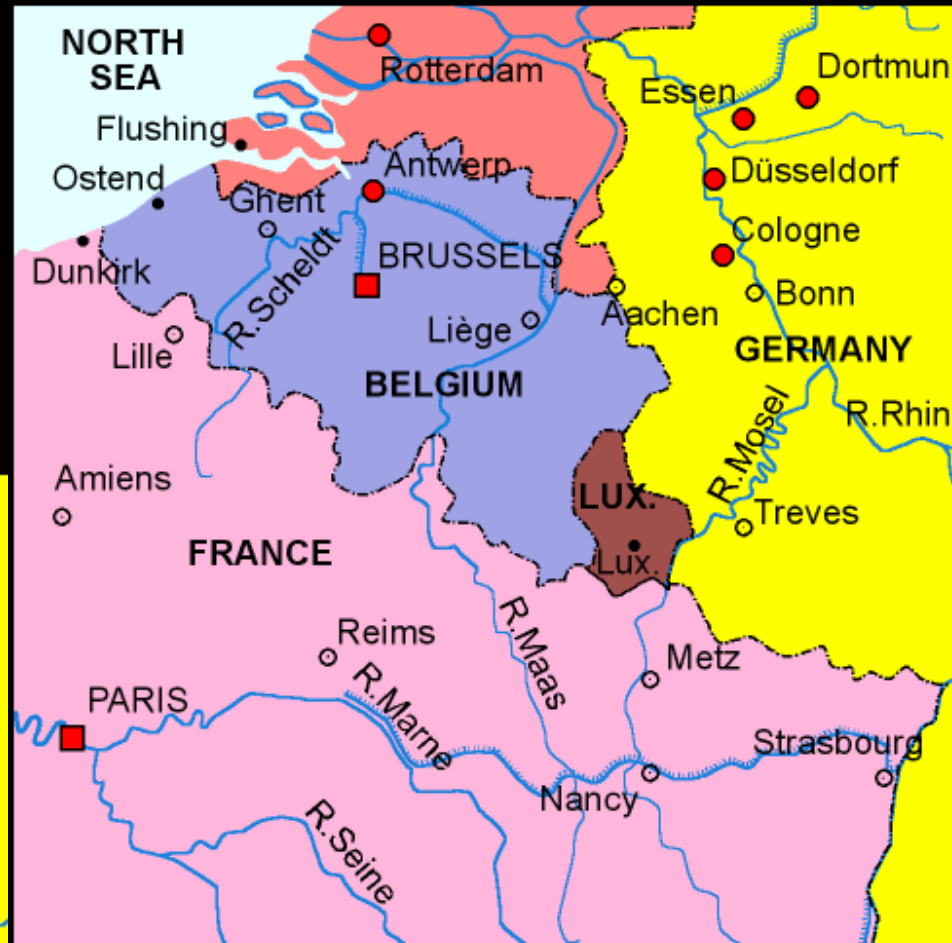 NORTH
SEA
Rotterdam
Dortmun
Essen
Flushing
Antwerp
Düsseldorf
Ostend
Ghent
Cologne
R.Scheldt
BRUSSELS
Dunkirk
Bonn
Aachen
Liège
Lille
GERMANY
BELGIUM
R.Rhin
R.Mosel
Amiens
LUX.
Treves
FRANCE
Lux.
R.Maas
Reims
Metz
PARIS
R.Marne
Strasbourg
Nancy
R.Seine